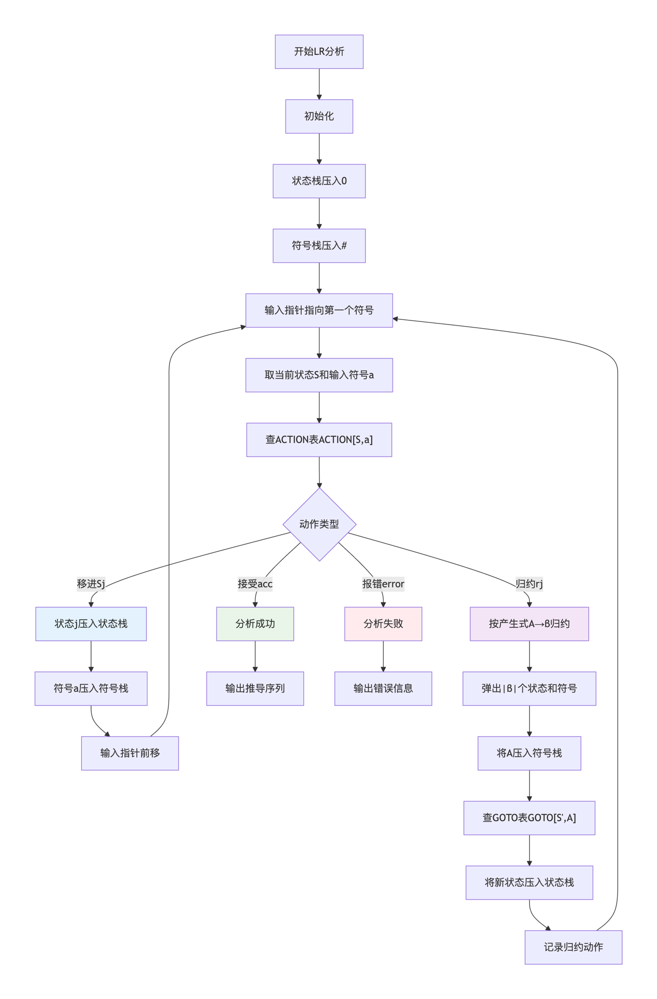 开始LR分析
初始化
状态栈压入0
符号栈压入#
输入指针指向第一个符号
取当前状态S和输入符号a
查ACTION表ACTION[S,a]
动作类型
移进Sj
接受acc
报错error
归约rj
状态j压入状态栈
分析成功
分析失败
按产生式A→β归约
符号a压入符号栈
输出推导序列
输出错误信息
弹出|β|个状态和符号
输入指针前移
将A压入符号栈
查GOTO表GOTO[S',A]
将新状态压入状态栈
记录归约动作